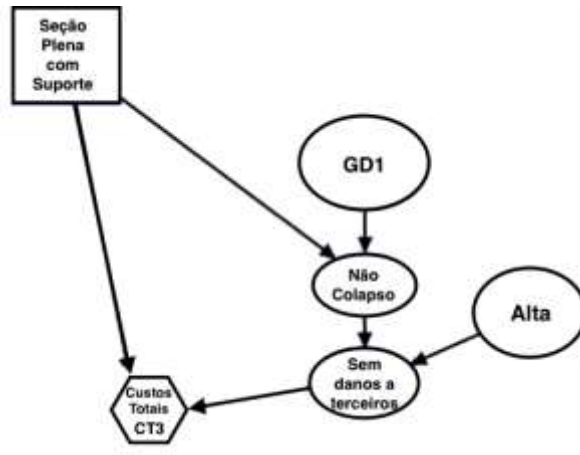 Seção
Plena
com
Suporte
GD1
Não
Colapso
Alta
Sem
danos a
terceiros
Custos
Totais
CT3